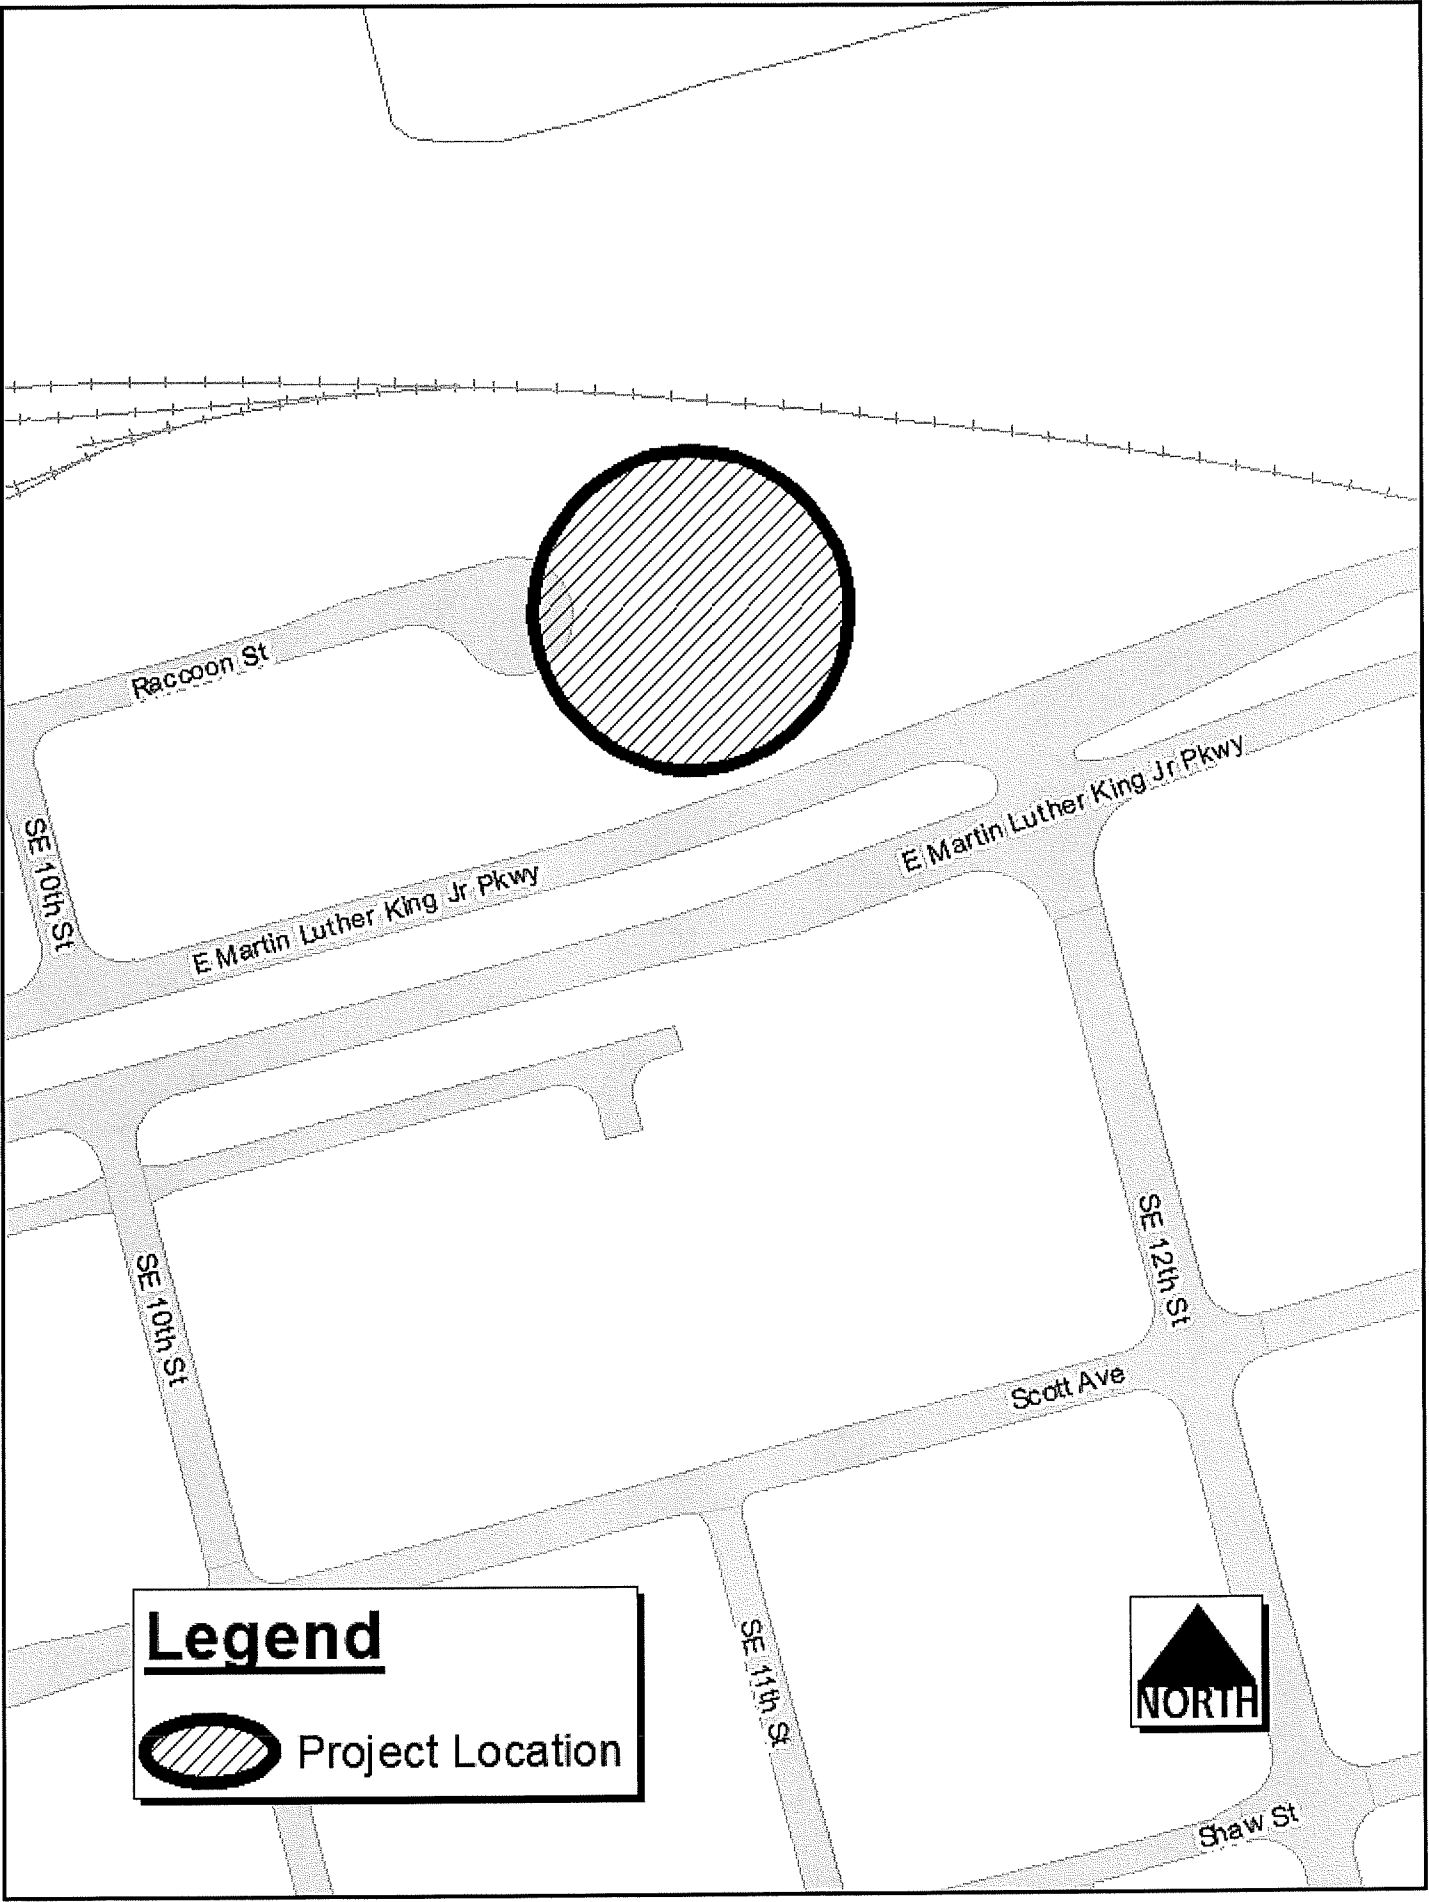 Raccoon St
SE 10th St
E Martin Luther King Jr Pkwy
E Martin Luther King Jr Pkwy
SE 10th St
SE 12th St
Scott Ave
SE 11th St
Shaw St
Legend
Project Location
NORTH